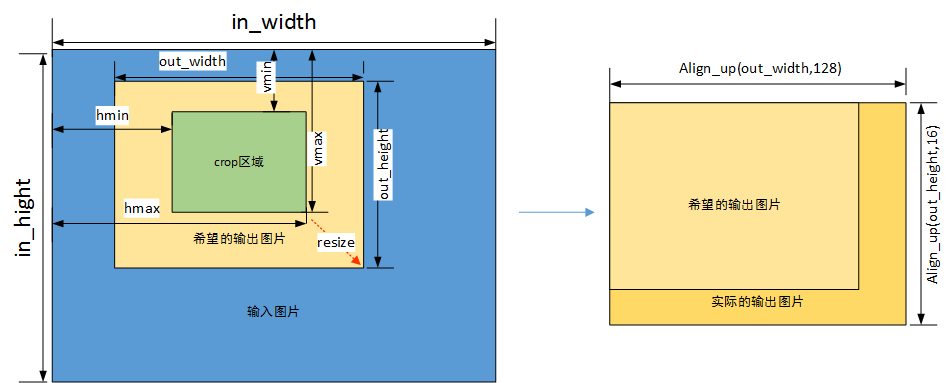 in_width
out_width
vmin
hmin
vmax
crop区域
out_height
hmax
in_hight
希望的输出图片
resize
输入图片
Align_up(out_width,128)
希望的输出图片
Align_up(out_height,16)
实际的输出图片